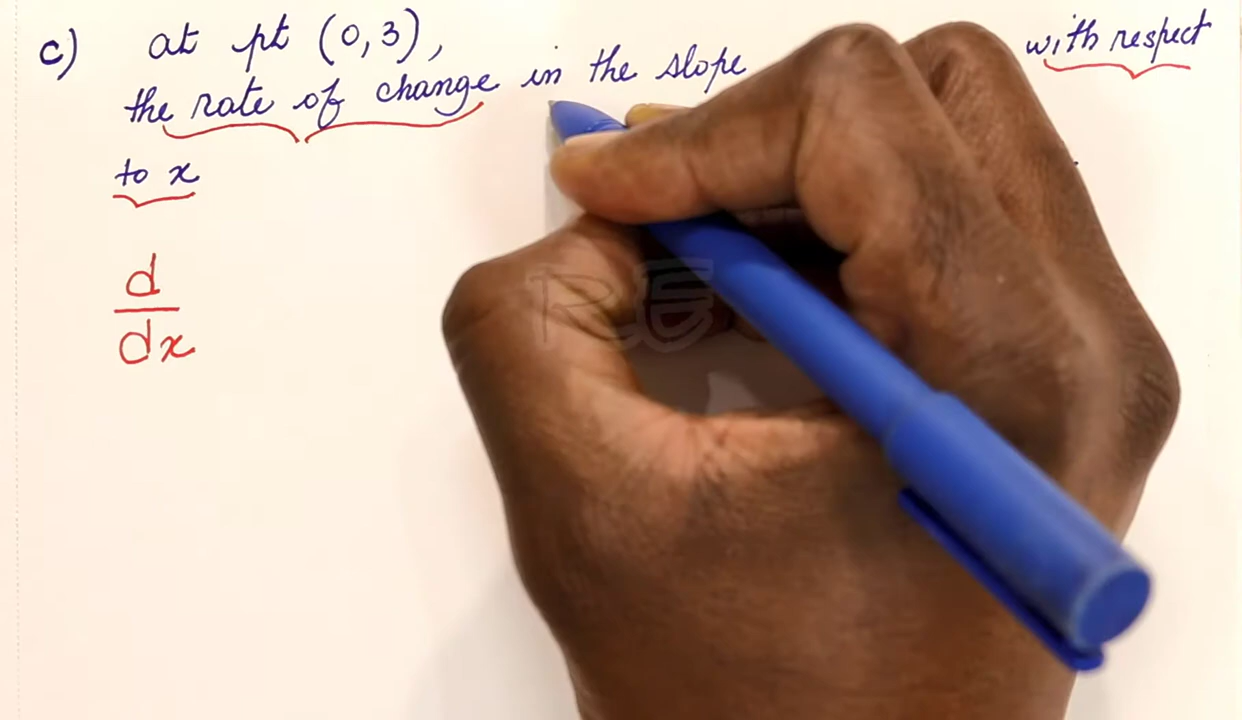 c) at pt (0,3),
the rate of change in the slope with respect
to x
d
dx